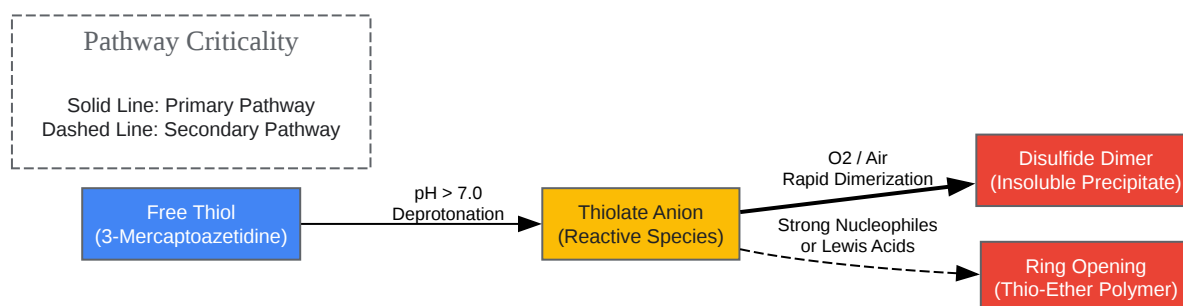 Pathway Criticality
Solid Line: Primary Pathway
Dashed Line: Secondary Pathway
Free Thiol
(3-Mercaptoazetidine)
pH > 7.0
Deprotonation
Thiolate Anion
(Reactive Species)
O2 / Air
Rapid Dimerization
Strong Nucleophiles
or Lewis Acids
Disulfide Dimer
(Insoluble Precipitate)
Ring Opening
(Thio-Ether Polymer)